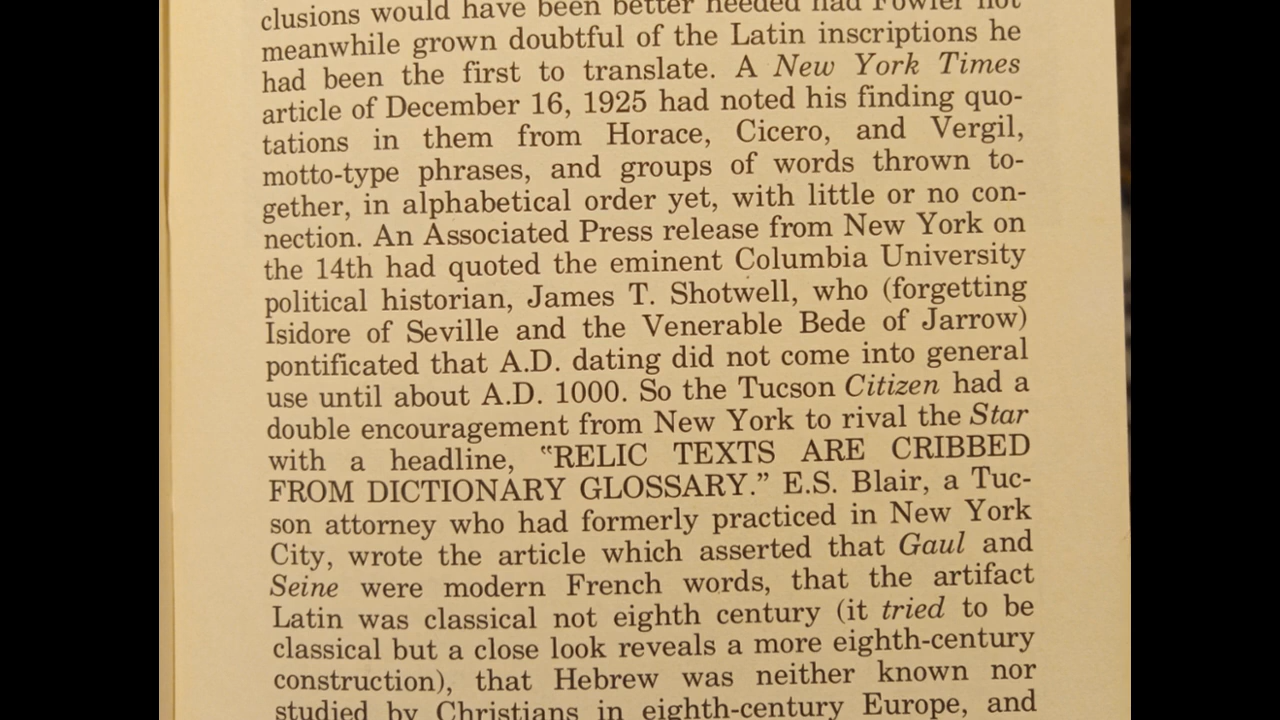 clusions would have been better heeded had Fowler not
meanwhile grown doubtful of the Latin inscriptions he
had been the first to translate. A New York Times
article of December 16, 1925 had noted his finding quo-
tations in them from Horace, Cicero, and Vergil,
motto-type phrases, and groups of words thrown to-
gether, in alphabetical order yet, with little or no con-
nection. An Associated Press release from New York on
the 14th had quoted the eminent Columbia University
political historian, James T. Shotwell, who (forgetting
Isidore of Seville and the Venerable Bede of Jarrow)
pontificated that A.D. dating did not come into general
use until about A.D. 1000. So the Tucson Citizen had a
double encouragement from New York to rival the Star
with a headline, “RELIC TEXTS ARE CRIBBED
FROM DICTIONARY GLOSSARY.” E.S. Blair, a Tuc-
son attorney who had formerly practiced in New York
City, wrote the article which asserted that Gaul and
Seine were modern French words, that the artifact
Latin was classical not eighth century (it tried to be
classical but a close look reveals a more eighth-century
construction), that Hebrew was neither known nor
studied by Christians in eighth-century Europe, and